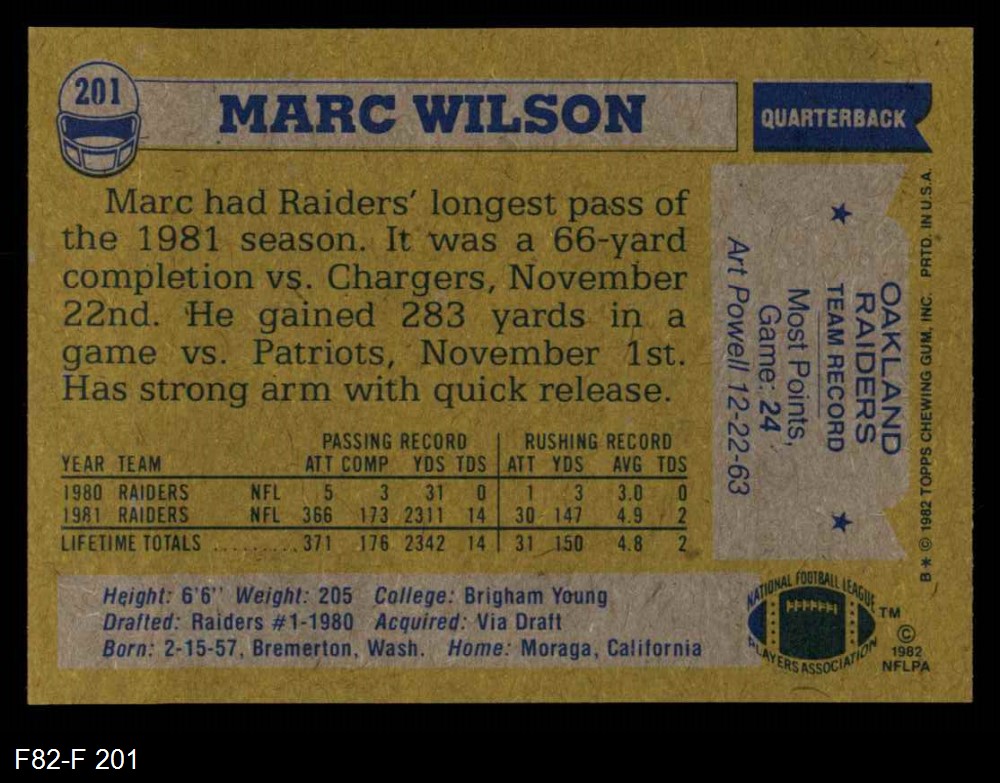 201
MARC WILSON
QUARTERBACK
Marc had Raiders' longest pass of
the 1981 season. It was a 66-yard
completion vs. Chargers, November
22nd. He gained 283 yards in a
game vs. Patriots, November 1st.
Has strong arm with quick release.
PASSING RECORD RUSHING RECORD
YEAR TEAM ATT COMP YDS TDS ATT YDS AVG TDS
1980 RAIDERS NFL 5 3 31 0 1 3 3.0 0
1981 RAIDERS NFL 366 173 2311 14 30 147 4.9 2
LIFETIME TOTALS .......... 371 176 2342 14 31 150 4.8 2
Height: 6'6" Weight: 205 College: Brigham Young
Drafted: Raiders #1-1980 Acquired: Via Draft
Born: 2-15-57, Bremerton, Wash. Home: Moraga, California
OAKLAND
RAIDERS
★ TEAM RECORD ★
Most Points,
Game: 24
Art Powell 12-22-63
B* © 1982 TOPPS CHEWING GUM, INC. PRTD. IN U.S.A.
NATIONAL FOOTBALL LEAGUE
PLAYERS ASSOCIATION
TM
©
1982
NFLPA
F82-F 201